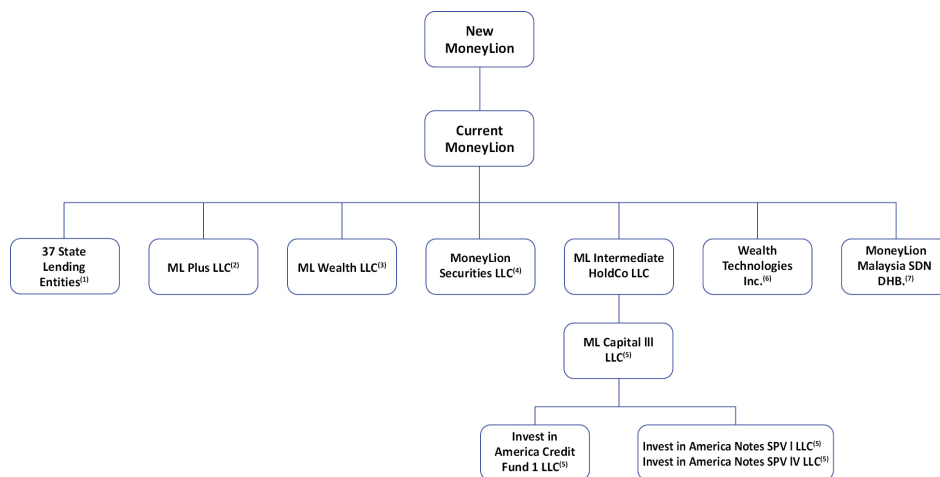 New
MoneyLion
Current
MoneyLion
37 State
Lending
Entities(1)
ML Plus LLC(2)
ML Wealth LLC(3)
MoneyLion
Securities LLC(4)
ML Intermediate
HoldCo LLC
Wealth
Technologies
Inc.(6)
MoneyLion
Malaysia SDN
DHB.(7)
ML Capital III
LLC(5)
Invest in
America Credit
Fund 1 LLC(5)
Invest in America Notes SPV I LLC(5)
Invest in America Notes SPV IV LLC(5)